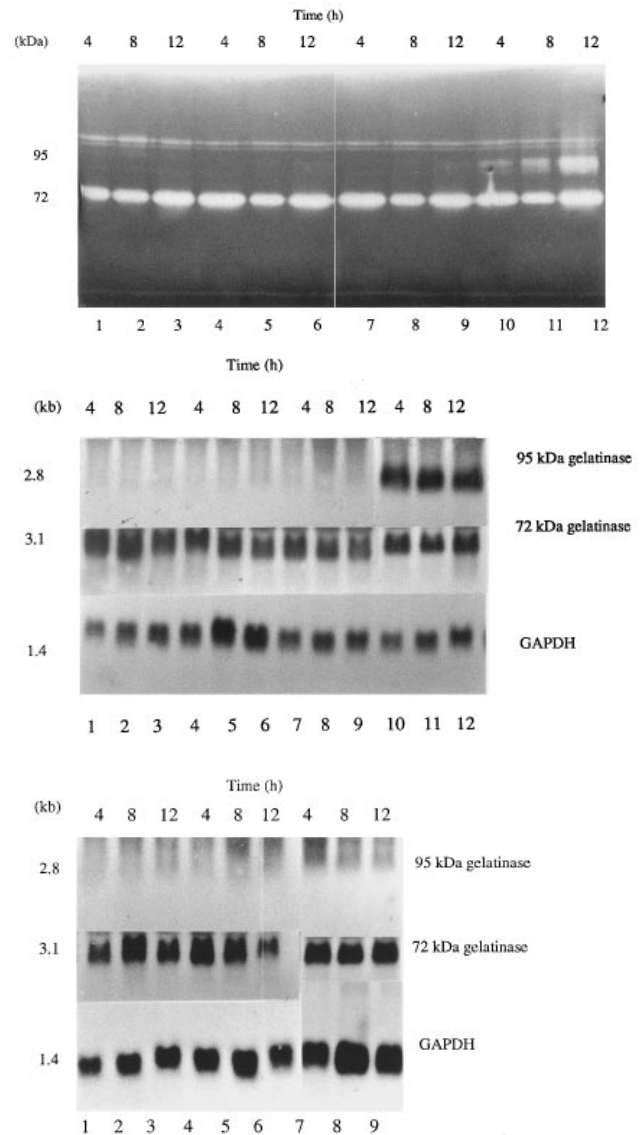 Time (h)
(kDa) 4 8 12 4 8 12 4 8 12 4 8 12
95
72
1 2 3 4 5 6 7 8 9 10 11 12
Time (h)
(kb) 4 8 12 4 8 12 4 8 12 4 8 12
95 kDa gelatinase
2.8
72 kDa gelatinase
3.1
GAPDH
1.4
1 2 3 4 5 6 7 8 9 10 11 12
Time (h)
(kb) 4 8 12 4 8 12 4 8 12
95 kDa gelatinase
2.8
3.1 72 kDa gelatinase
GAPDH
1.4
1 2 3 4 5 6 7 8 9